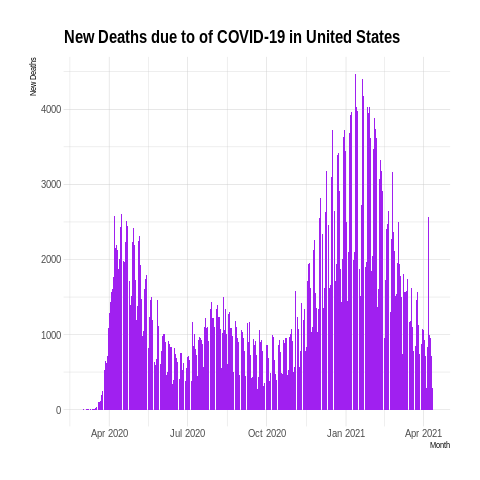 New Deaths due to of COVID-19 in United States
New Deaths
4000
3000
2000
1000
0
Apr 2020
Jul 2020
Oct 2020
Jan 2021
Apr 2021
Month